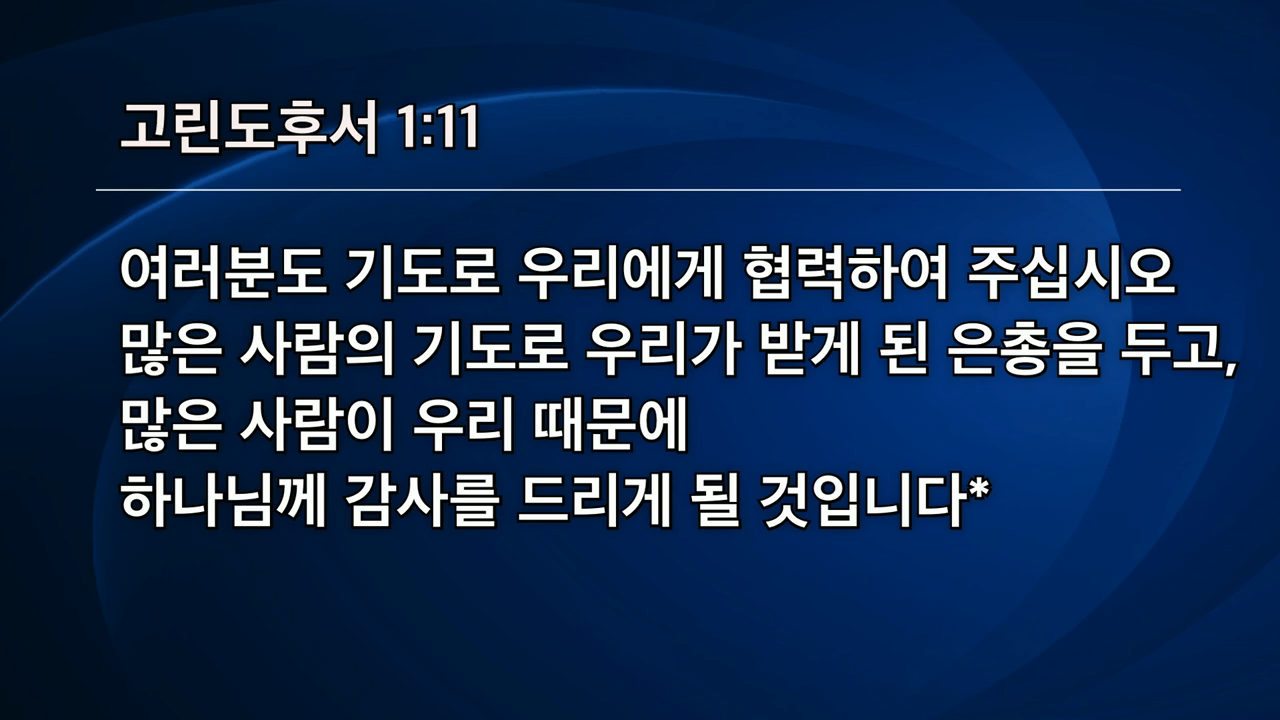 고린도후서 1:11
여러분도 기도로 우리에게 협력하여 주십시오
많은 사람의 기도로 우리가 받게 된 은총을 두고,
많은 사람이 우리 때문에
하나님께 감사를 드리게 될 것입니다*